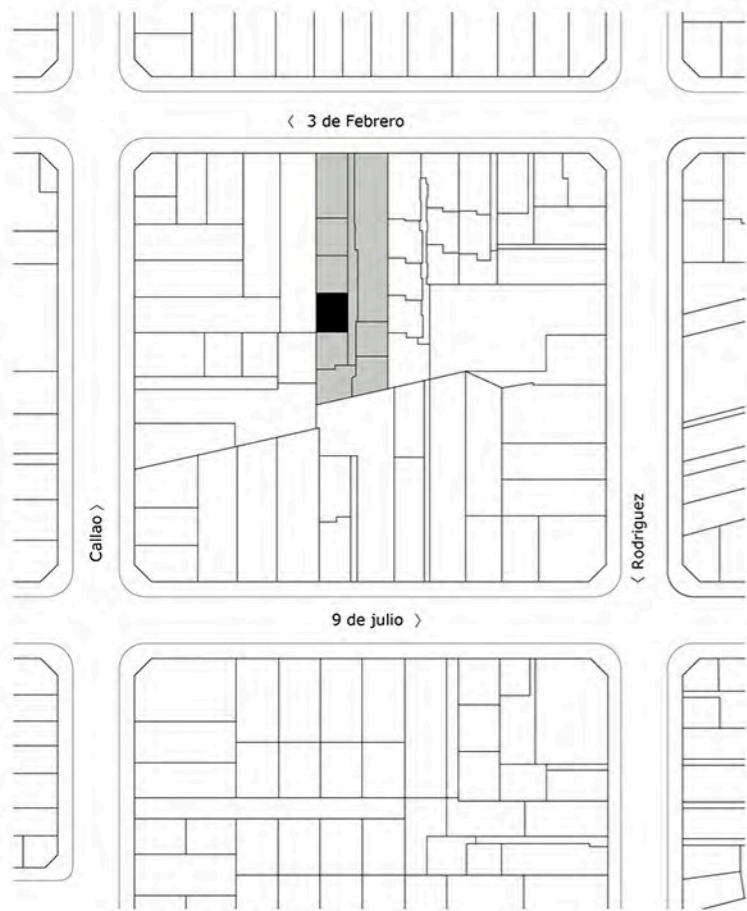 〈 3 de Febrero
Callao 〉
〈 Rodriguez
9 de julio 〉